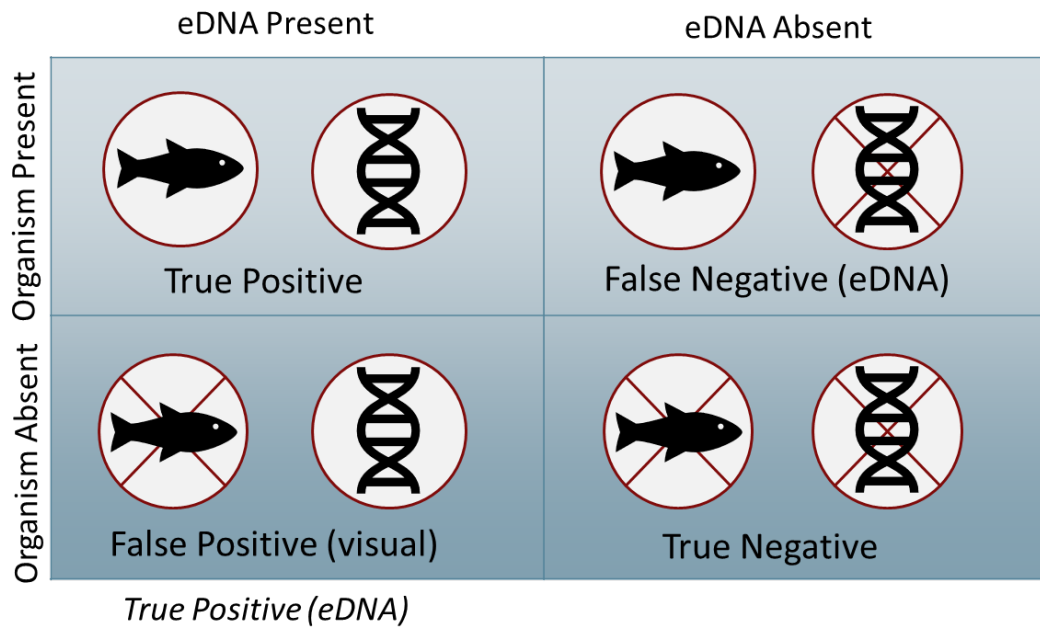 eDNA Present
eDNA Absent
Organism Present
True Positive
False Negative (eDNA)
Organism Absent
False Positive (visual)
True Negative
True Positive (eDNA)